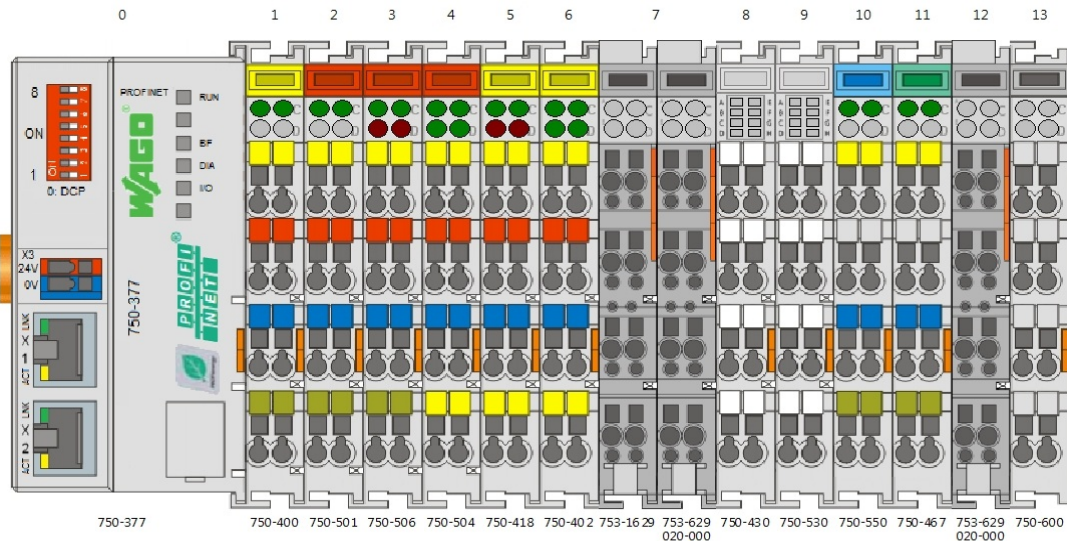 0 1 2 3 4 5 6 7 8 9 10 11 12 13
8
ON
1
0: DCP
PROFINET
RUN
BF
DIA
I/O
WAGO®
X3
24V
0V
750-377
PROFI®
NET
LNK
X
1
ACT
LNK
X
2
ACT
750-377 750-400 750-501 750-506 750-504 750-418 750-402 753-1629 753-629 750-430 750-530 750-550 750-467 753-629 750-600
020-000 020-000